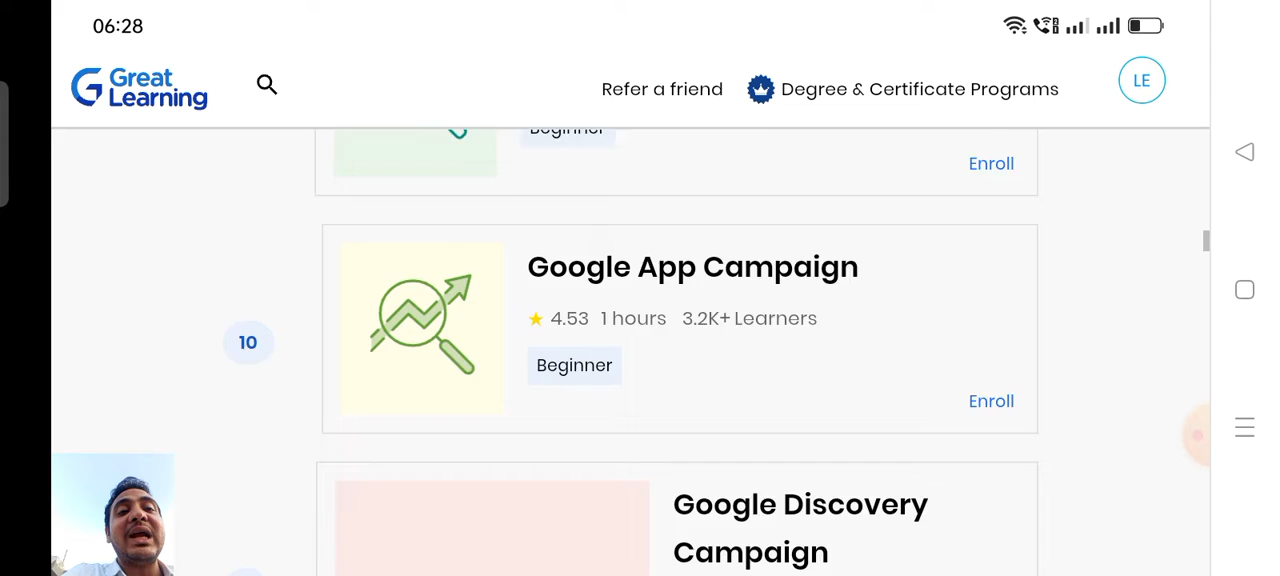 06:28
Great Learning
Refer a friend
Degree & Certificate Programs
LE
Beginner
Enroll
Google App Campaign
4.53 1 hours 3.2K+ Learners
10
Beginner
Enroll
Google Discovery
Campaign